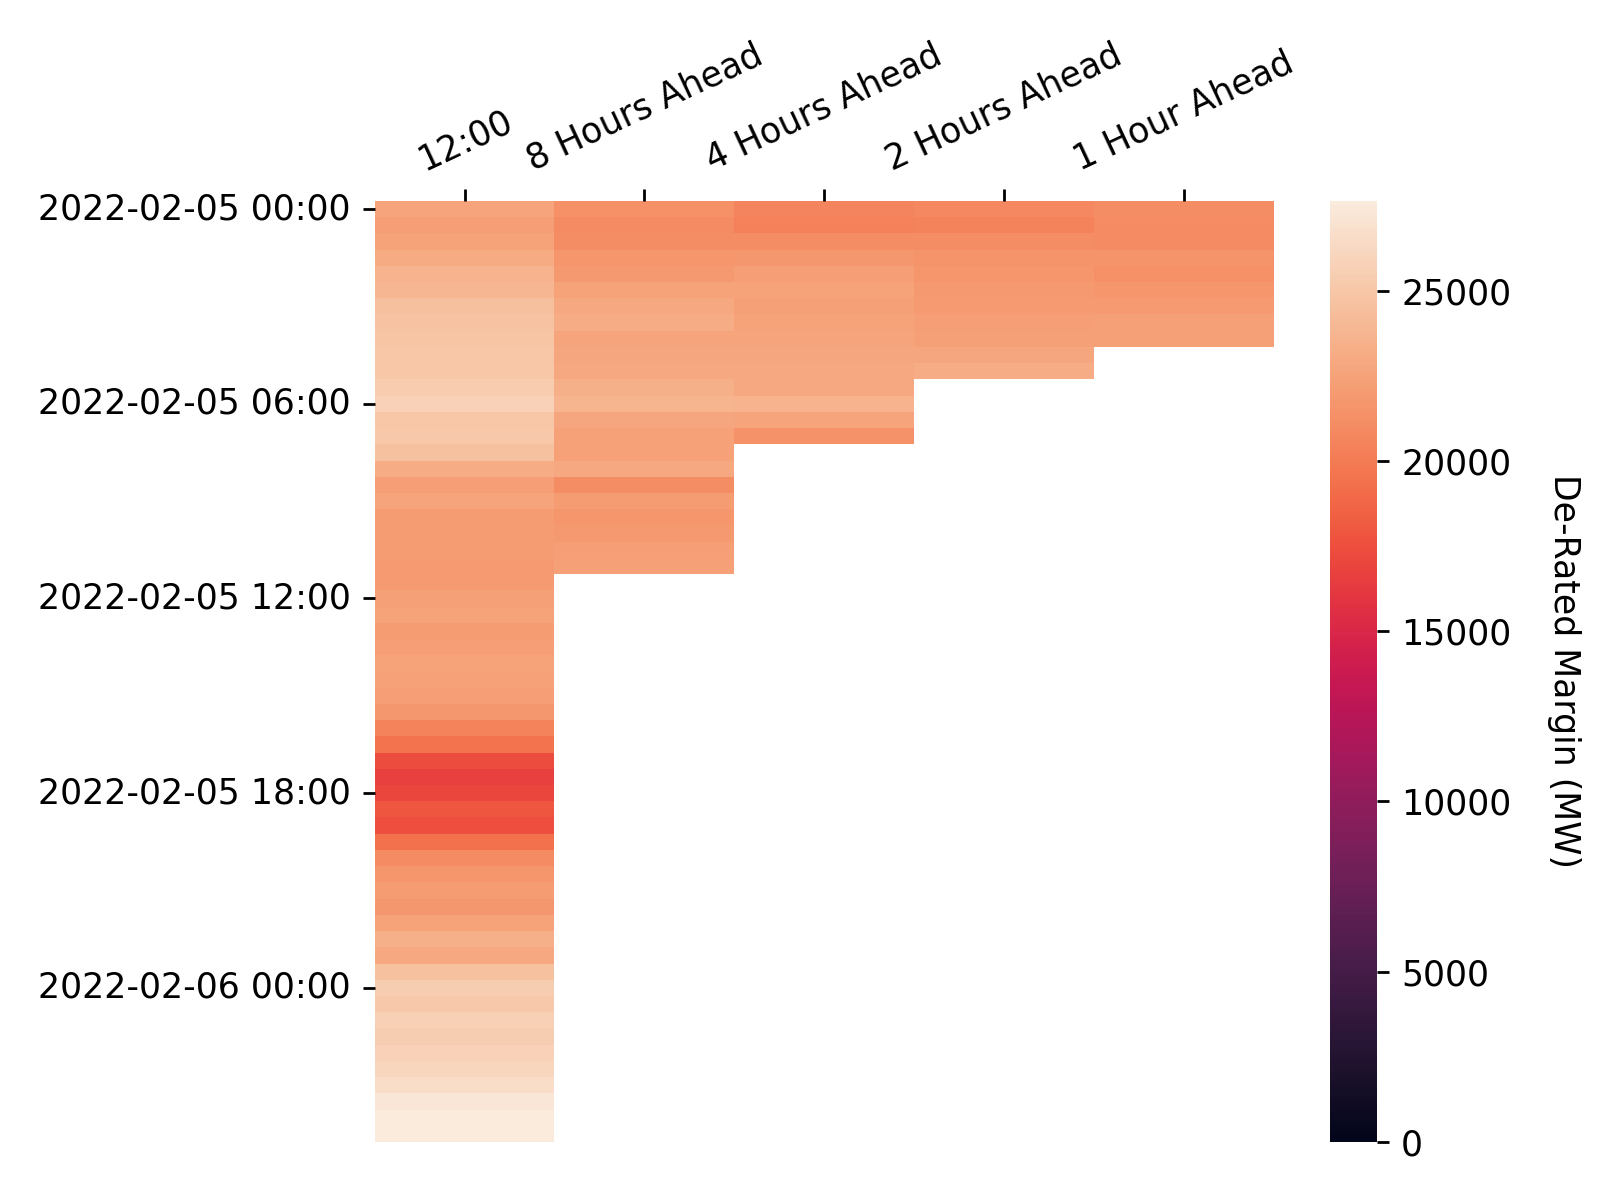 12:00
8 Hours Ahead
4 Hours Ahead
2 Hours Ahead
1 Hour Ahead
2022-02-05 00:00
2022-02-05 06:00
2022-02-05 12:00
2022-02-05 18:00
2022-02-06 00:00
25000
20000
15000
10000
5000
0
De-Rated Margin (MW)